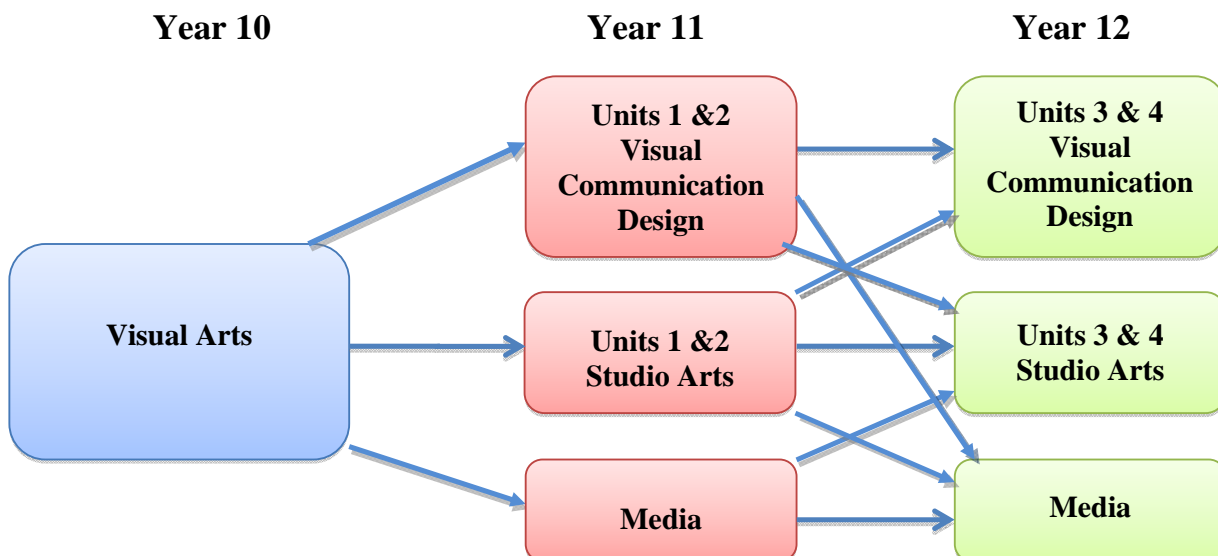 Year 10
Year 11
Year 12
Visual Arts
Units 1 &2
Visual
Communication
Design
Units 1 &2
Studio Arts
Media
Units 3 & 4
Visual
Communication
Design
Units 3 & 4
Studio Arts
Media